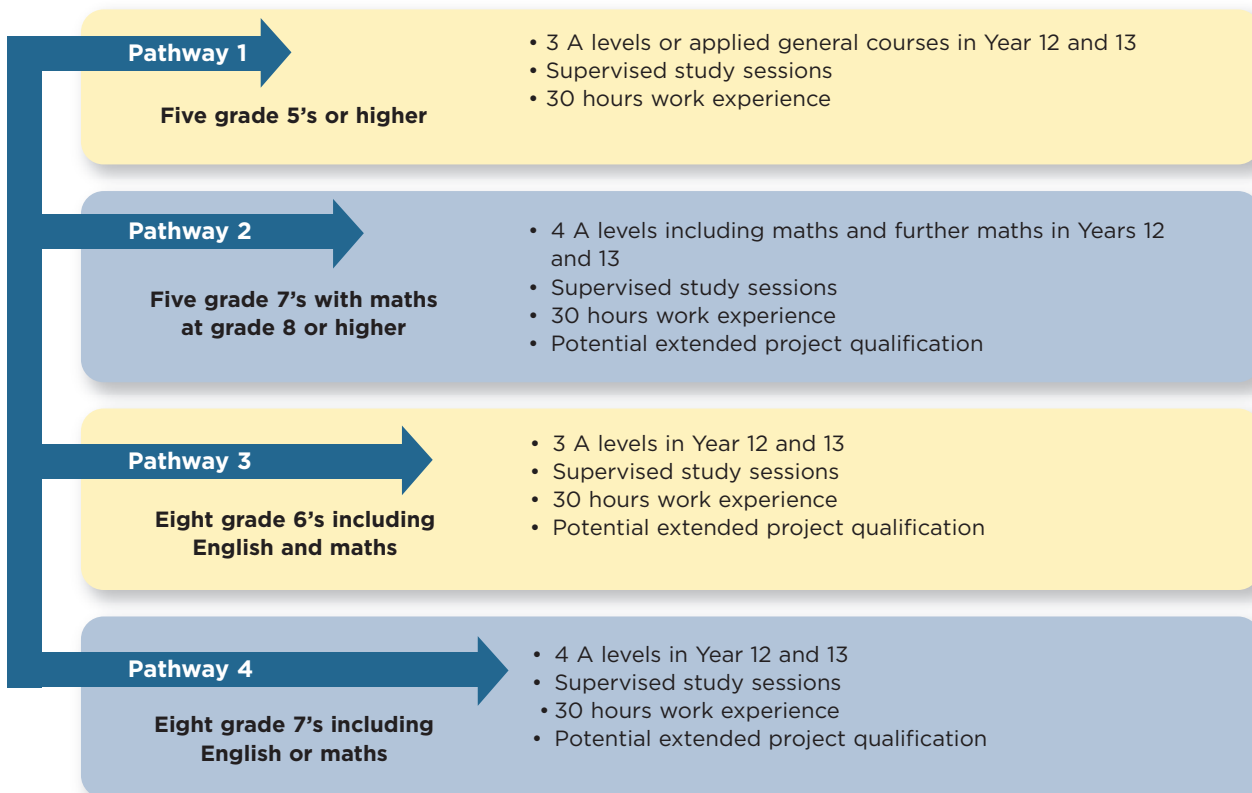 Pathway 1
Five grade 5’s or higher
• 3 A levels or applied general courses in Year 12 and 13
• Supervised study sessions
• 30 hours work experience
Pathway 2
Five grade 7’s with maths
at grade 8 or higher
• 4 A levels including maths and further maths in Years 12
and 13
• Supervised study sessions
• 30 hours work experience
• Potential extended project qualification
Pathway 3
Eight grade 6’s including
English and maths
• 3 A levels in Year 12 and 13
• Supervised study sessions
• 30 hours work experience
• Potential extended project qualification
Pathway 4
Eight grade 7’s including
English or maths
• 4 A levels in Year 12 and 13
• Supervised study sessions
• 30 hours work experience
• Potential extended project qualification